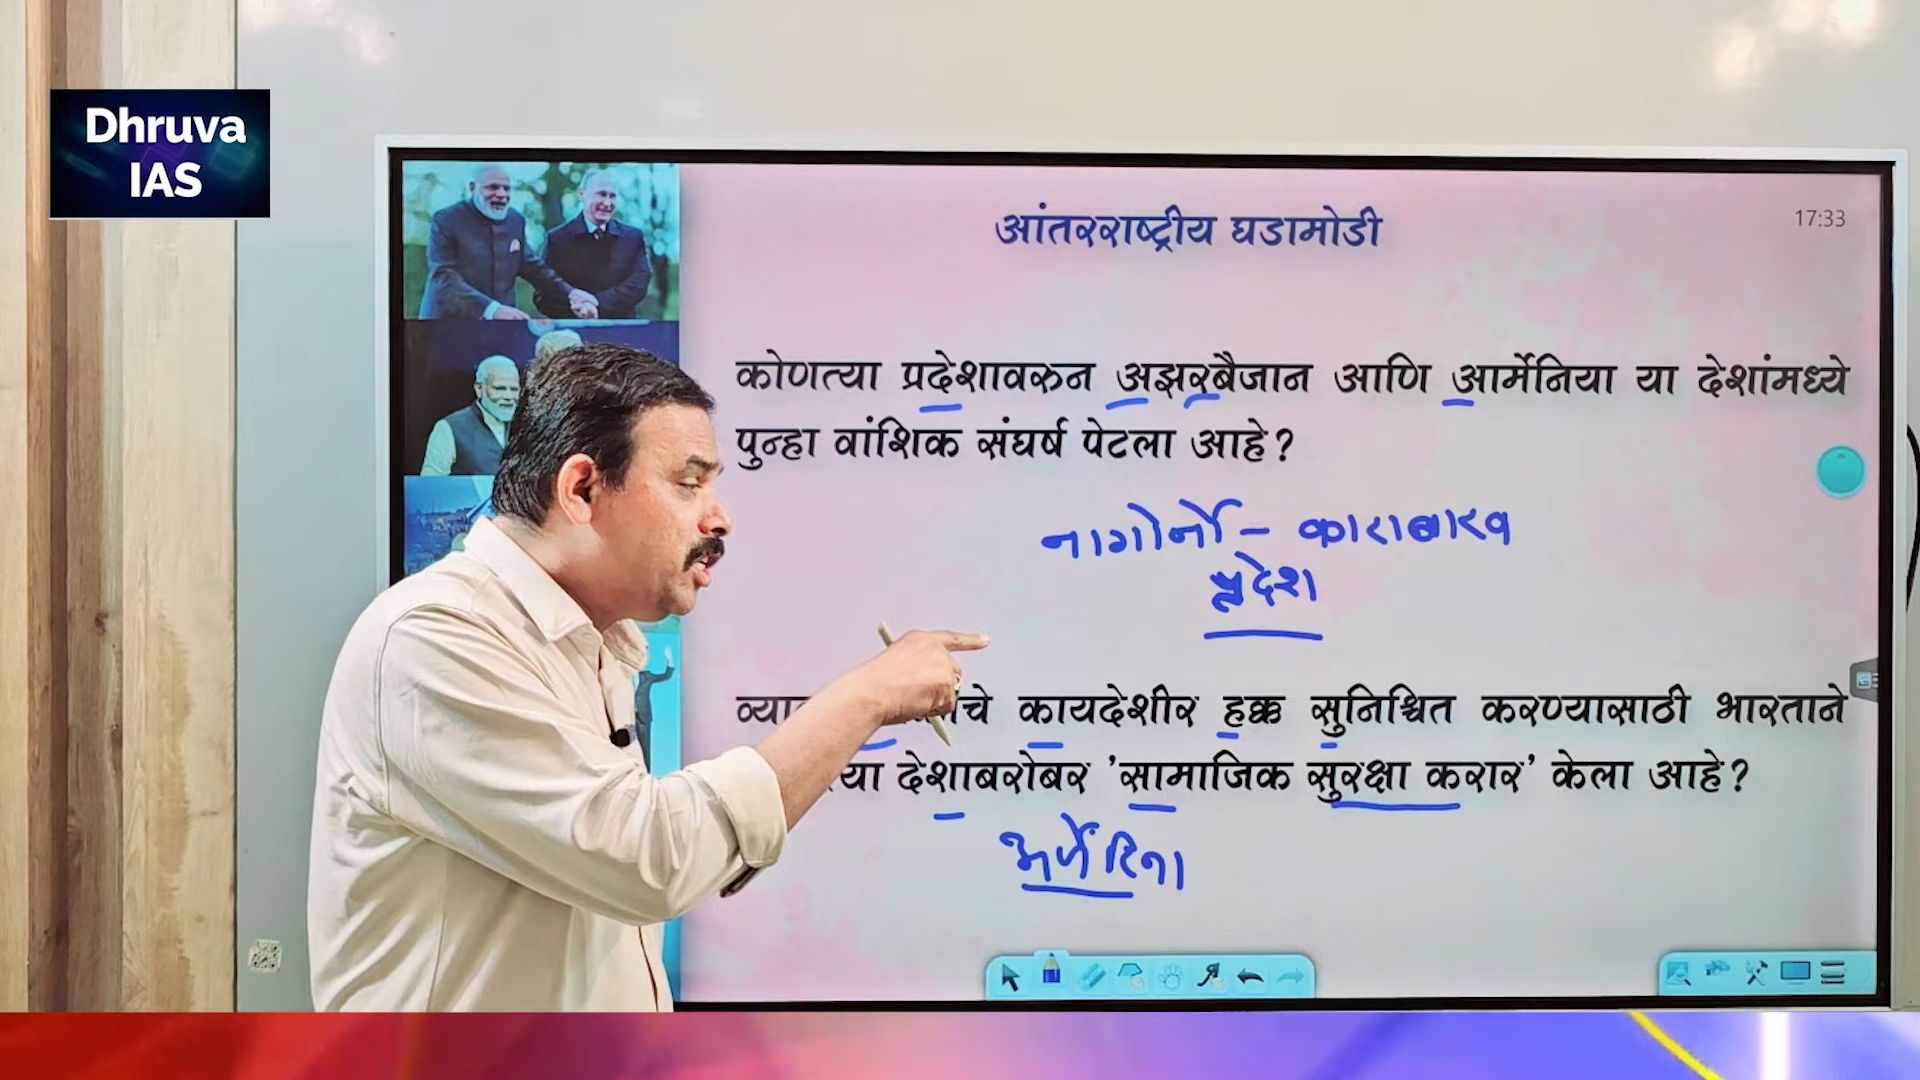 Dhruva
IAS
आंतरराष्ट्रीय घडामोडी
17:33
कोणत्या प्रदेशावरुन अझरबैजान आणि आर्मेनिया या देशांमध्ये
पुन्हा वांशिक संघर्ष पेटला आहे?
नागोर्नो - काराबाख
प्रदेश
कायदेशीर हक्क सुनिश्चित करण्यासाठी भारताने
देशाबरोबर 'सामाजिक सुरक्षा करार' केला आहे?
अर्जेंटिना